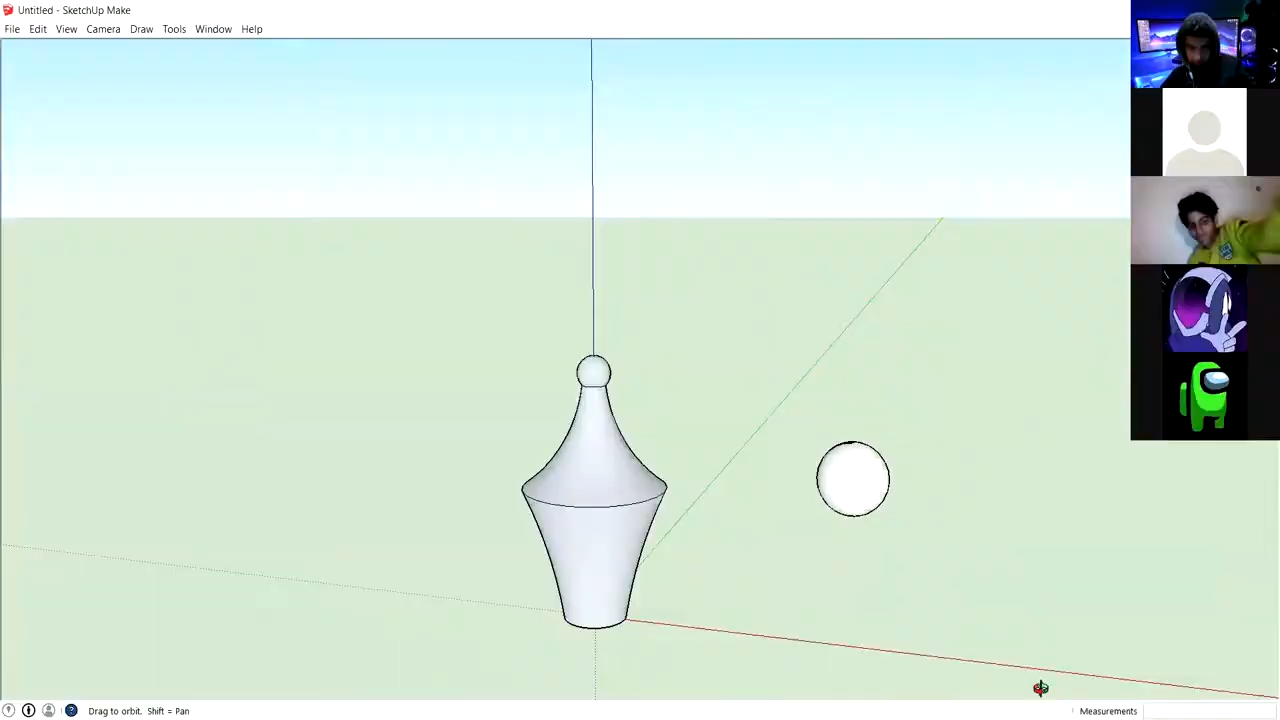 Untitled - SketchUp Make
File Edit View Camera Draw Tools Window Help
Drag to orbit. Shift = Pan
Measurements